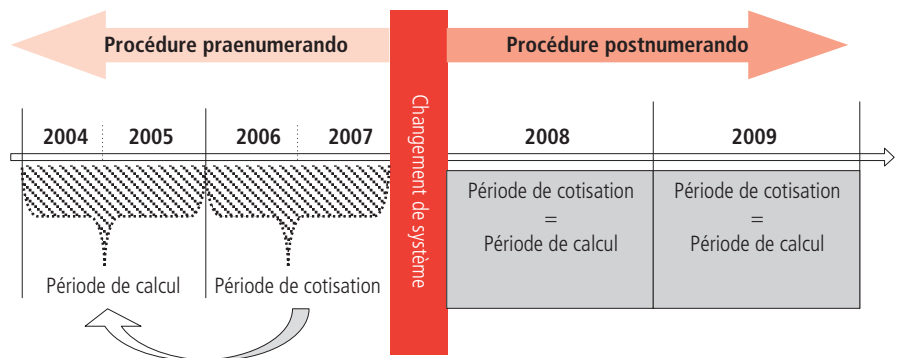 Procédure praenumerando
Procédure postnumerando
Changement de système
2004
2005
2006
2007
2008
2009
Période de cotisation
=
Période de calcul
Période de cotisation
=
Période de calcul
Période de calcul
Période de cotisation